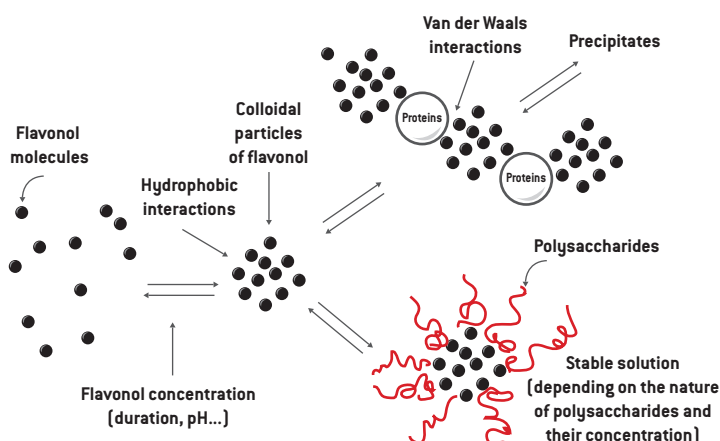 Van der Waals
interactions
Precipitates
Proteins
Proteins
Colloidal
particles
of flavonol
Flavonol
molecules
Hydrophobic
interactions
Polysaccharides
Flavonol concentration
(duration, pH...)
Stable solution
(depending on the nature
of polysaccharides and
their concentration)